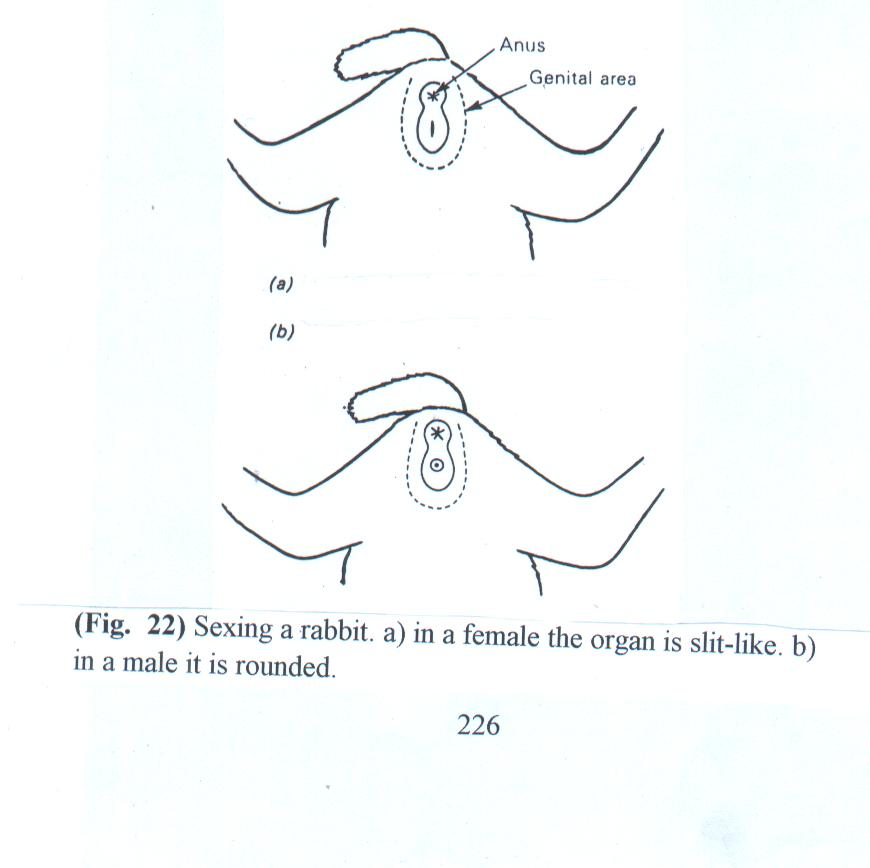 Anus
Genital area
(a)
(b)
(Fig. 22) Sexing a rabbit. a) in a female the organ is slit-like. b)
in a male it is rounded.
226